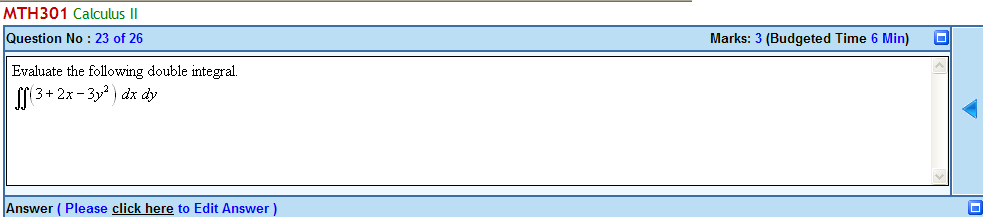 MTH301 Calculus II
Question No : 23 of 26 Marks: 3 (Budgeted Time 6 Min)
Evaluate the following double integral.
∬(3 + 2x − 3y²) dx dy
Answer ( Please click here to Edit Answer )